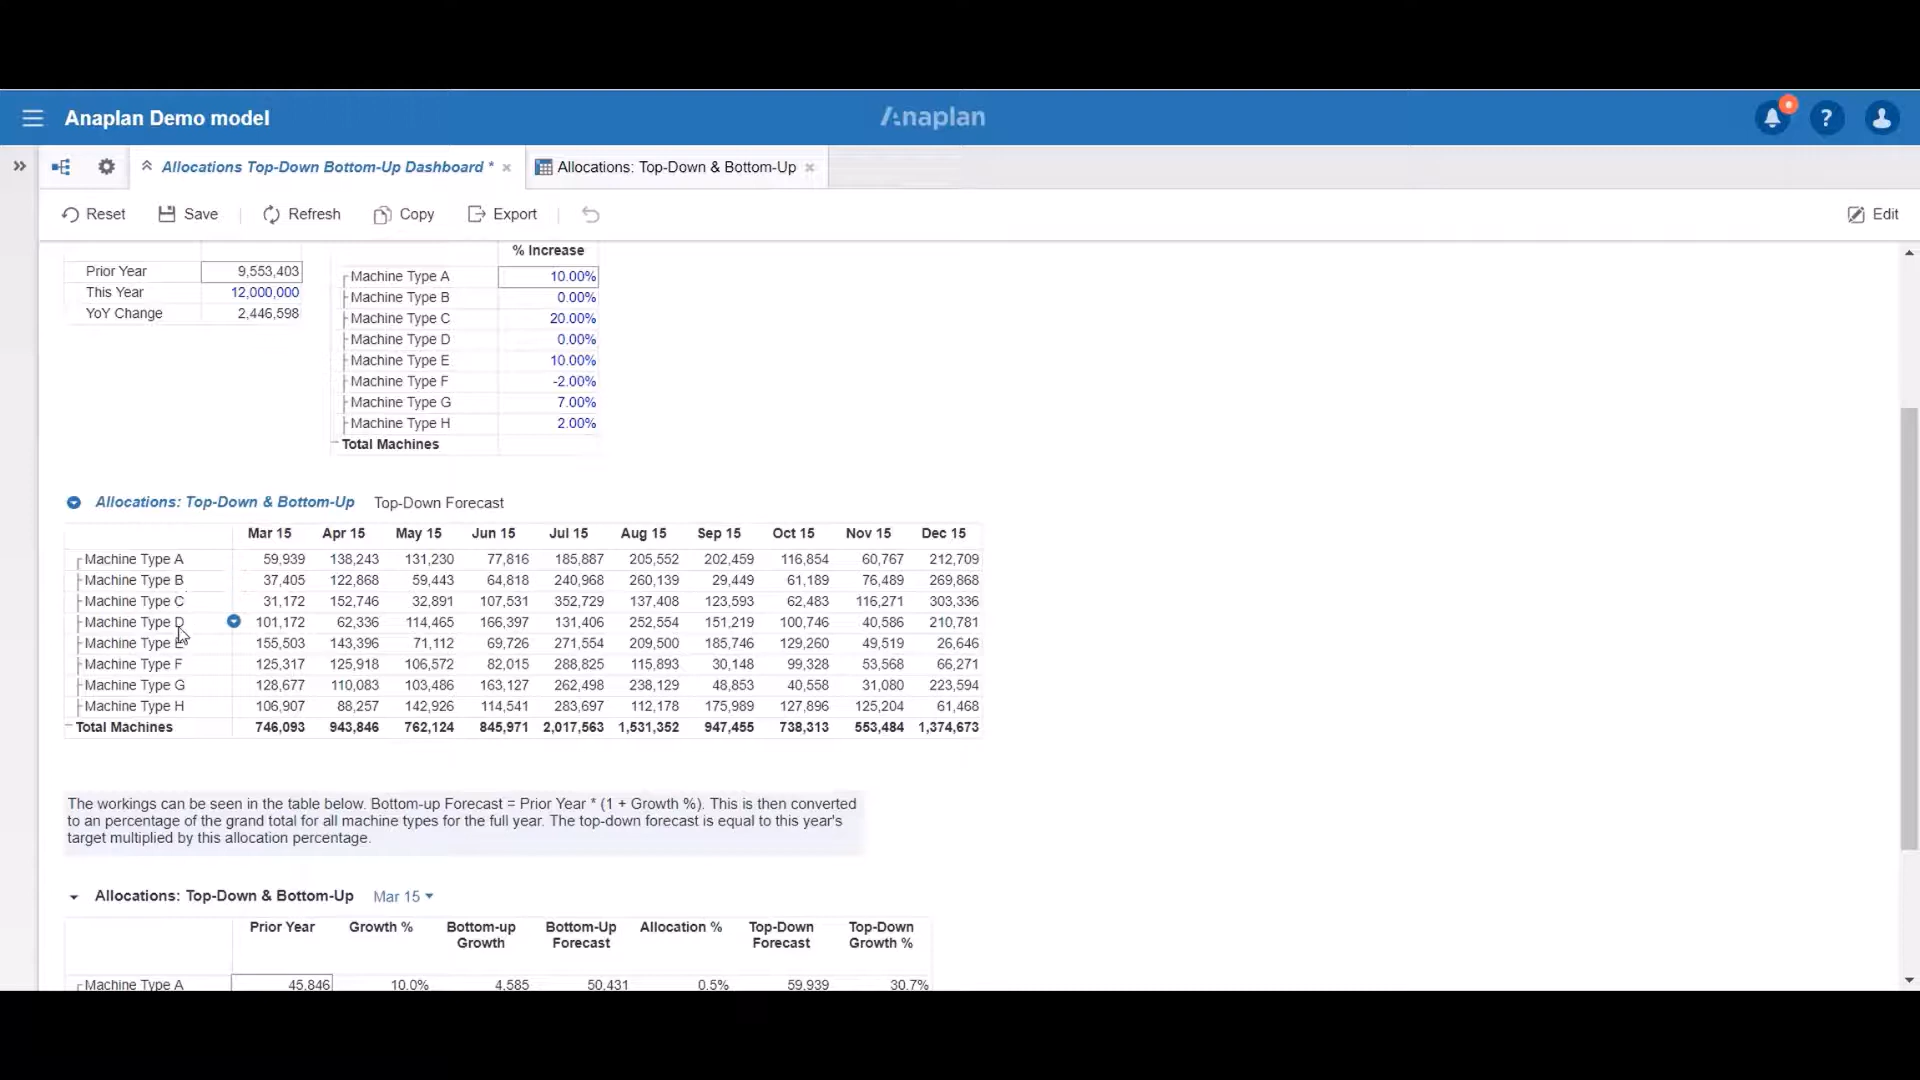 Anaplan Demo model
Anaplan
?
Allocations Top-Down Bottom-Up Dashboard *
Allocations: Top-Down & Bottom-Up
Reset Save Refresh Copy Export Edit
Prior Year 9,553,403
This Year 12,000,000
YoY Change 2,446,598
% Increase
Machine Type A 10.00%
Machine Type B 0.00%
Machine Type C 20.00%
Machine Type D 0.00%
Machine Type E 10.00%
Machine Type F -2.00%
Machine Type G 7.00%
Machine Type H 2.00%
Total Machines
Allocations: Top-Down & Bottom-Up Top-Down Forecast
Mar 15 Apr 15 May 15 Jun 15 Jul 15 Aug 15 Sep 15 Oct 15 Nov 15 Dec 15
Machine Type A 59,939 138,243 131,230 77,816 185,887 205,552 202,459 116,854 60,767 212,709
Machine Type B 37,405 122,868 59,443 64,818 240,968 260,139 29,449 61,189 76,489 269,868
Machine Type C 31,172 152,746 32,891 107,531 352,729 137,408 123,593 62,483 116,271 303,336
Machine Type D 101,172 62,336 114,465 166,397 131,406 252,554 151,219 100,746 40,586 210,781
Machine Type E 155,503 143,396 71,112 69,726 271,554 209,500 185,746 129,260 49,519 26,646
Machine Type F 125,317 125,918 106,572 82,015 288,825 115,893 30,148 99,328 53,568 66,271
Machine Type G 128,677 110,083 103,486 163,127 262,498 238,129 48,853 40,558 31,080 223,594
Machine Type H 106,907 88,257 142,926 114,541 283,697 112,178 175,989 127,896 125,204 61,468
Total Machines 746,093 943,846 762,124 845,971 2,017,563 1,531,352 947,455 738,313 553,484 1,374,673
The workings can be seen in the table below. Bottom-up Forecast = Prior Year * (1 + Growth %). This is then converted
to an percentage of the grand total for all machine types for the full year. The top-down forecast is equal to this year's
target multiplied by this allocation percentage.
Allocations: Top-Down & Bottom-Up Mar 15
Prior Year Growth % Bottom-up Growth Bottom-Up Forecast Allocation % Top-Down Forecast Top-Down Growth %
Machine Type A 45,846 10.0% 4,585 50,431 0.5% 59,939 30.7%